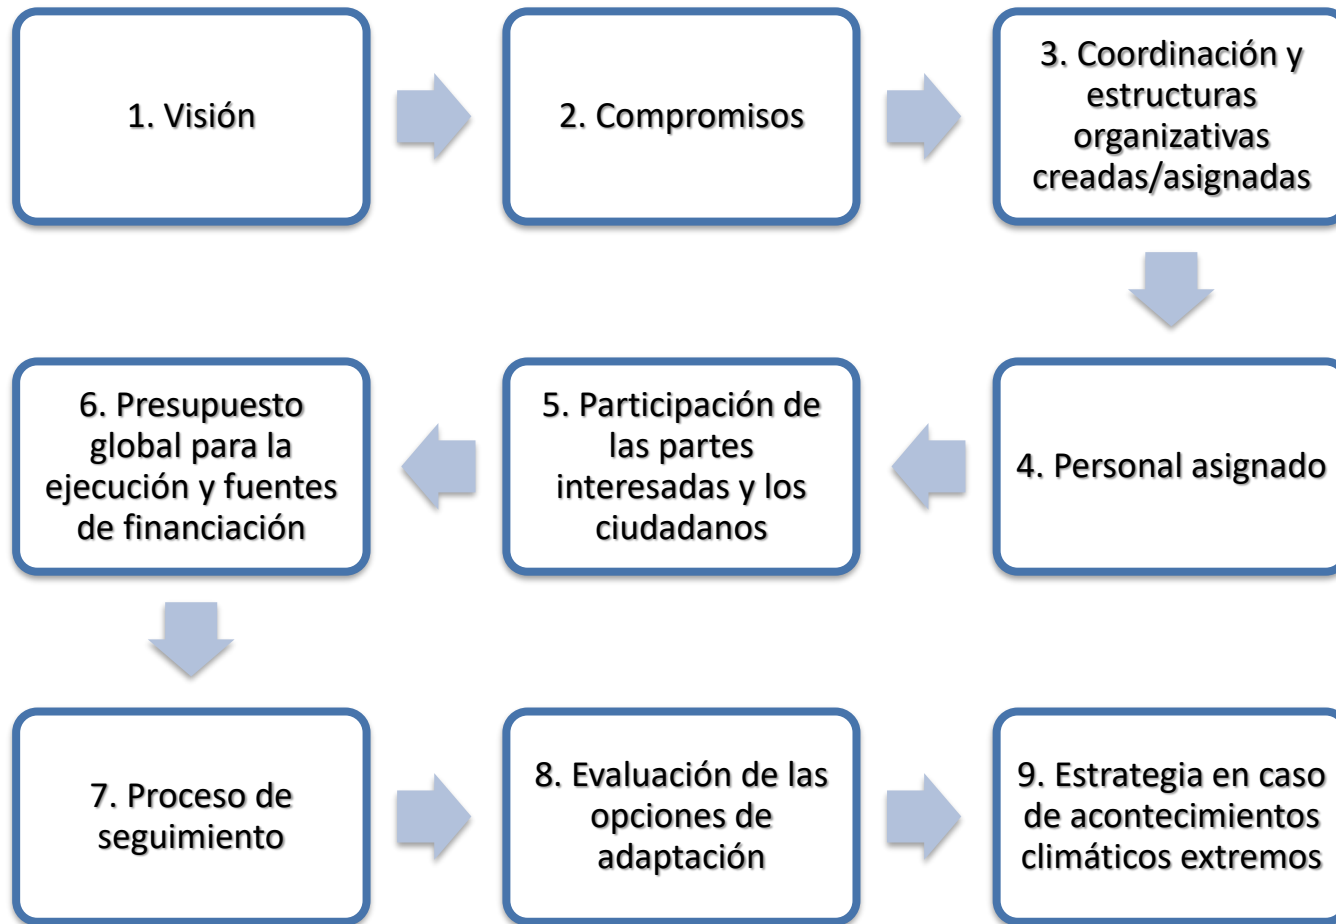 1. Visión
2. Compromisos
3. Coordinación y
estructuras
organizativas
creadas/asignadas
4. Personal asignado
5. Participación de
las partes
interesadas y los
ciudadanos
6. Presupuesto
global para la
ejecución y fuentes
de financiación
7. Proceso de
seguimiento
8. Evaluación de las
opciones de
adaptación
9. Estrategia en caso
de acontecimientos
climáticos extremos